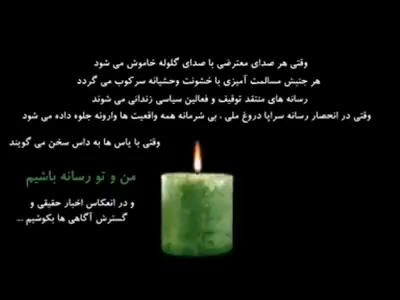 وقتی هر صدای معترضی با صدای گلوله خاموش می شود
هر جنبش مسالمت آمیزی با خشونت وحشیانه سرکوب می گردد
رسانه های منتقد توقیف و فعالین سیاسی زندانی می شوند
وقتی در انحصار رسانه سراپا دروغ ملی ، بی شرمانه همه واقعیت ها وارونه جلوه داده می شود
وقتی با یاس ها به داس سخن می گویند
من و تو رسانه باشیم
و در انعکاس اخبار حقیقی و
گسترش آگاهی ها بکوشیم ...